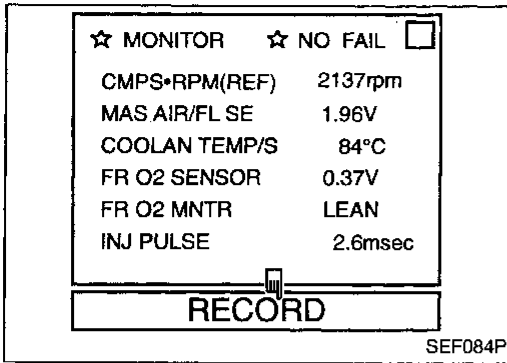 ☆ MONITOR ☆ NO FAIL
CMPS•RPM(REF) 2137rpm
MAS AIR/FL SE 1.96V
COOLAN TEMP/S 84°C
FR O2 SENSOR 0.37V
FR O2 MNTR LEAN
INJ PULSE 2.6msec
RECORD
SEF084P